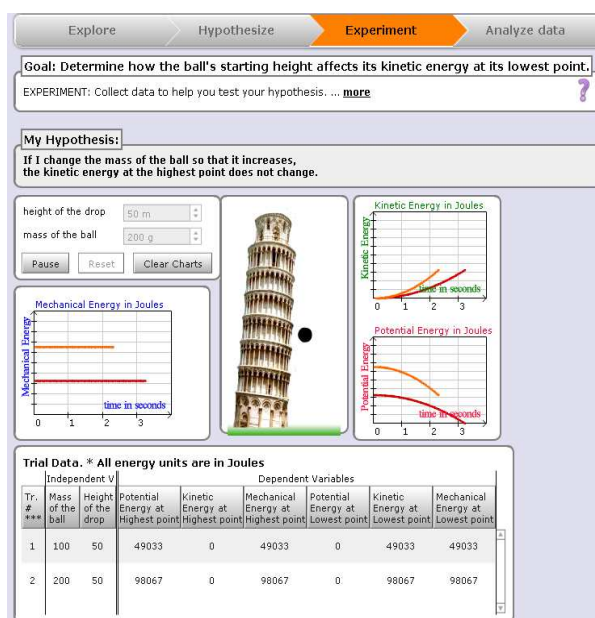 Explore
Hypothesize
Experiment
Analyze data
Goal: Determine how the ball's starting height affects its kinetic energy at its lowest point.
EXPERIMENT: Collect data to help you test your hypothesis. ... more
?
My Hypothesis:
If I change the mass of the ball so that it increases,
the kinetic energy at the highest point does not change.
height of the drop 50 m
mass of the ball 200 g
Pause Reset Clear Charts
Mechanical Energy in Joules
Mechanical Energy
time in seconds
0 1 2 3
Kinetic Energy in Joules
Kinetic Energy
time in seconds
0 1 2 3
Potential Energy in Joules
Potential Energy
time in seconds
0 1 2 3
Trial Data. * All energy units are in Joules
Independent V Dependent Variables
Tr. Mass Height Potential Kinetic Mechanical Potential Kinetic Mechanical
# of the of the Energy at Energy at Energy at Energy at Energy at Energy at
*** ball drop Highest point Highest point Highest point Lowest point Lowest point Lowest point
1 100 50 49033 0 49033 0 49033 49033
2 200 50 98067 0 98067 0 98067 98067